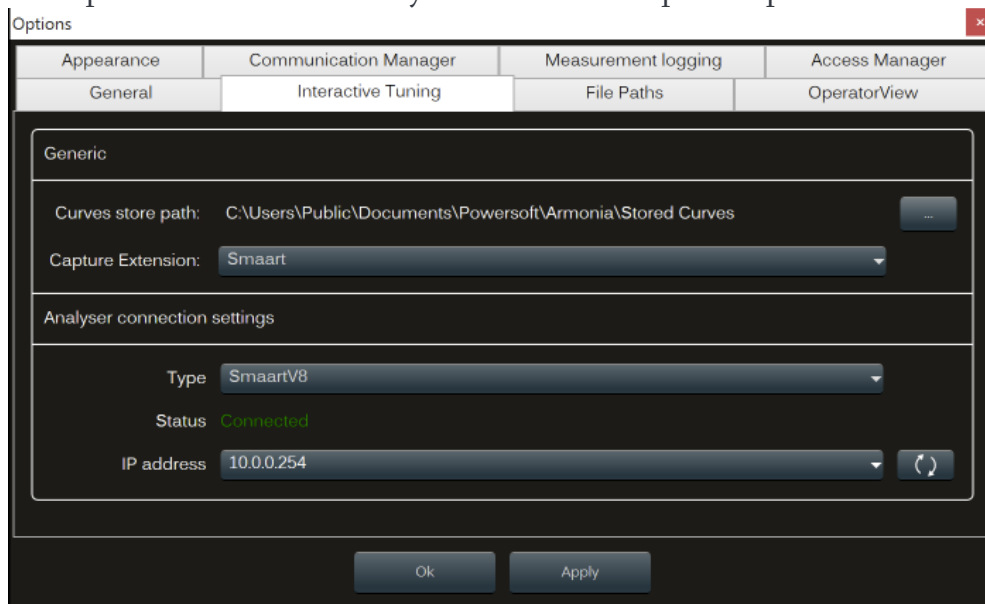 Options
×
Appearance Communication Manager Measurement logging Access Manager
General Interactive Tuning File Paths OperatorView
Generic
Curves store path: C:\Users\Public\Documents\Powersoft\Armonia\Stored Curves ...
Capture Extension: Smaart
Analyser connection settings
Type SmaartV8
Status Connected
IP address 10.0.0.254
Ok Apply